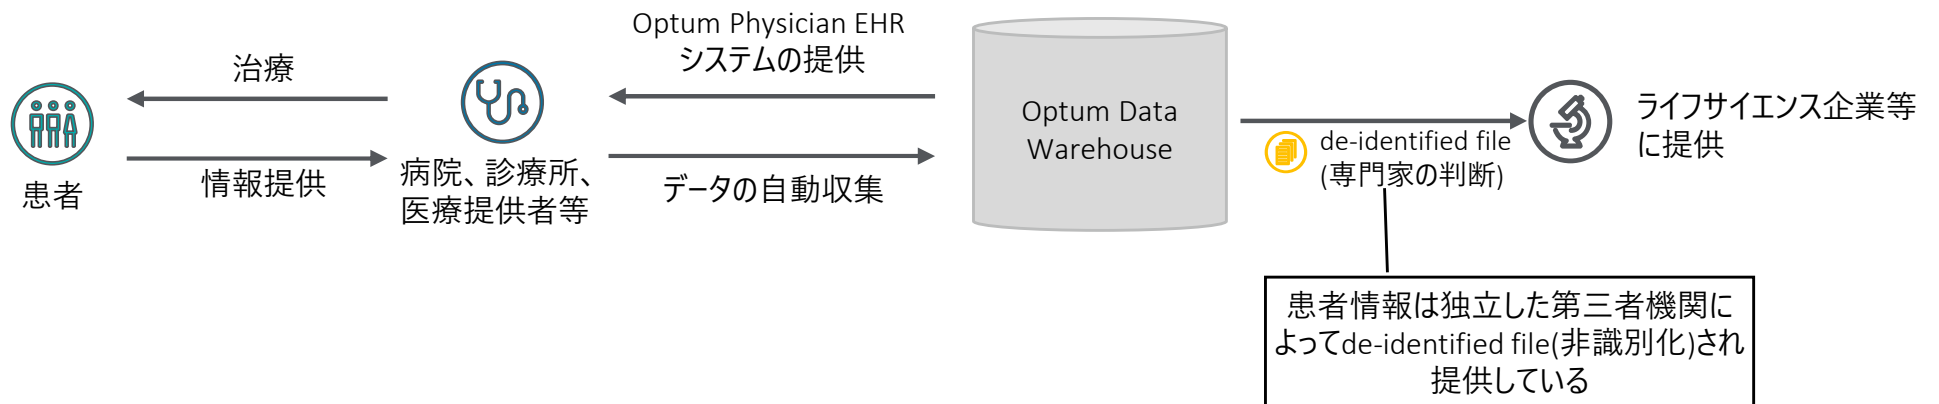 患者
治療
情報提供
病院、診療所、
医療提供者等
Optum Physician EHR
システムの提供
データの自動収集
Optum Data
Warehouse
de-identified file
(専門家の判断)
ライフサイエンス企業等
に提供
患者情報は独立した第三者機関に
よってde-identified file(非識別化)され
提供している